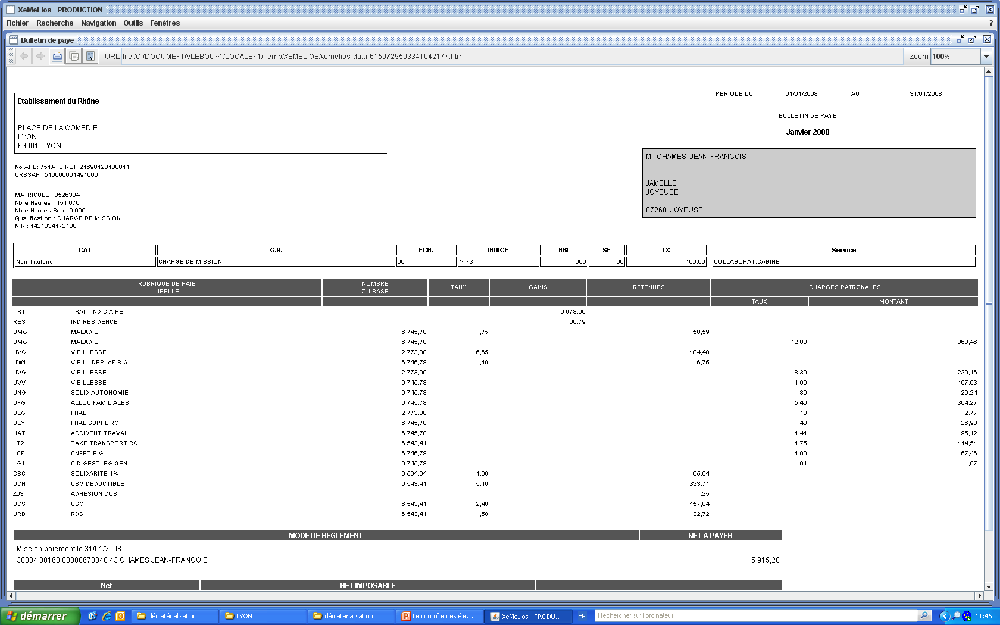 XeMeLios - PRODUCTION
Fichier Recherche Navigation Outils Fenêtres ?
Bulletin de paye
URL file:/C:/DOCUME~1/VLEBOU~1/LOCALS~1/Temp/XEMELIOS/xemelios-data-6150729503341042177.html Zoom 100%
PERIODE DU 01/01/2008 AU 31/01/2008
Etablissement du Rhône
BULLETIN DE PAYE
PLACE DE LA COMEDIE
Janvier 2008
LYON
69001 LYON
M. CHAMES JEAN-FRANCOIS
No APE: 751A SIRET: 21690123100011
URSSAF : 510000001491000
JAMELLE
JOYEUSE
07260 JOYEUSE
MATRICULE : 0526384
Nbre Heures : 151.670
Nbre Heures Sup : 0.000
Qualification : CHARGE DE MISSION
NIR : 1421034172108
CAT G.R. ECH. INDICE NBI SF TX Service
Non Titulaire CHARGE DE MISSION 00 1473 000 00 100.00 COLLABORAT.CABINET
RUBRIQUE DE PAIE LIBELLE NOMBRE OU BASE TAUX GAINS RETENUES CHARGES PATRONALES
TAUX MONTANT
TRT TRAIT.INDICIAIRE 6 678,99
RES IND.RESIDENCE 66,79
UMG MALADIE 6 745,78 ,75 50,59
UMG MALADIE 6 745,78 12,80 863,46
UVG VIEILLESSE 2 773,00 6,65 184,40
UW1 VIEILL DEPLAF R.G. 6 745,78 ,10 6,75
UVG VIEILLESSE 2 773,00 8,30 230,16
UVV VIEILLESSE 6 745,78 1,60 107,93
UNG SOLID.AUTONOMIE 6 745,78 ,30 20,24
UFG ALLOC.FAMILIALES 6 745,78 5,40 364,27
ULG FNAL 2 773,00 ,10 2,77
ULY FNAL SUPPL RG 6 745,78 ,40 26,98
UAT ACCIDENT TRAVAIL 6 745,78 1,41 95,12
LT2 TAXE TRANSPORT RG 6 543,41 1,75 114,51
LCF CNFPT R.G. 6 745,78 1,00 67,46
LG1 C.D.GEST. RG GEN 6 745,78 ,01 ,67
CSC SOLIDARITE 1% 6 504,04 1,00 65,04
UCN CSG DEDUCTIBLE 6 543,41 5,10 333,71
Z03 ADHESION COS ,25
UCS CSG 6 543,41 2,40 157,04
URD RDS 6 543,41 ,50 32,72
MODE DE REGLEMENT NET A PAYER
Mise en paiement le 31/01/2008
30004 00168 00000670048 43 CHAMES JEAN-FRANCOIS 5 915,28
Net NET IMPOSABLE
démarrer dématérialisation LYON dématérialisation Le contrôle des élé... XeMeLios - PRODU... FR Rechercher sur l'ordinateur 11:46